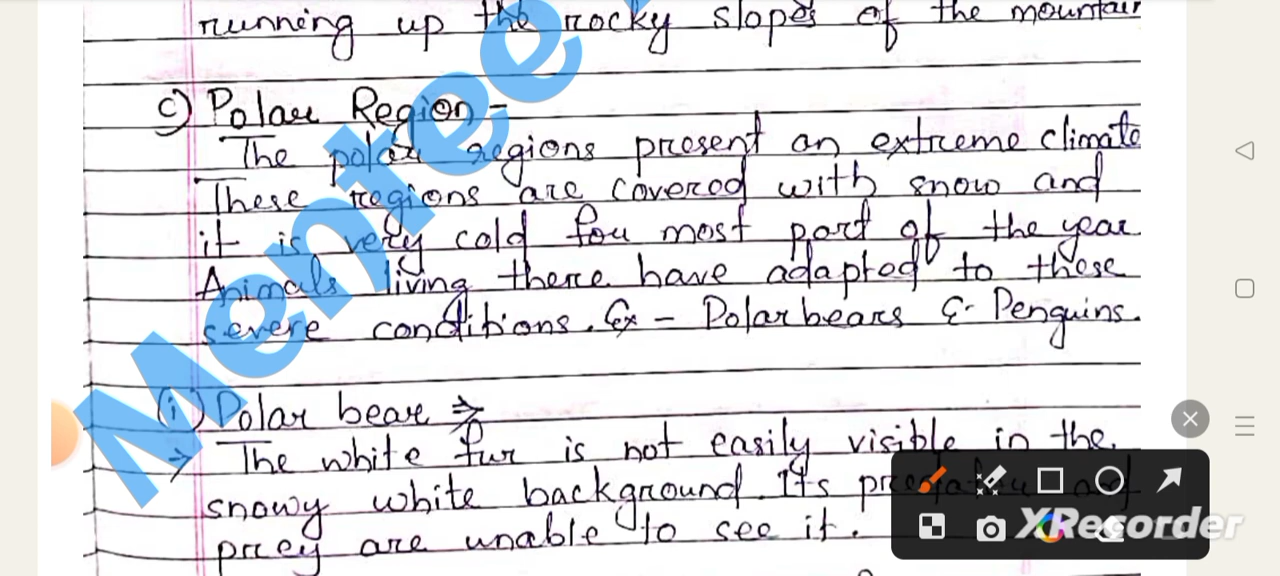 running up the rocky slopes of the mountain
c) Polar Region -
The polar regions present an extreme climate
These regions are covered with snow and
it is very cold for most part of the year
Animals living there have adapted to these
severe conditions. Ex - Polar bears & Penguins.
(i) Polar bear ⇒
→ The white fur is not easily visible in the
snowy white background. Its
prey are unable to see it.
Mentee
XRecorder